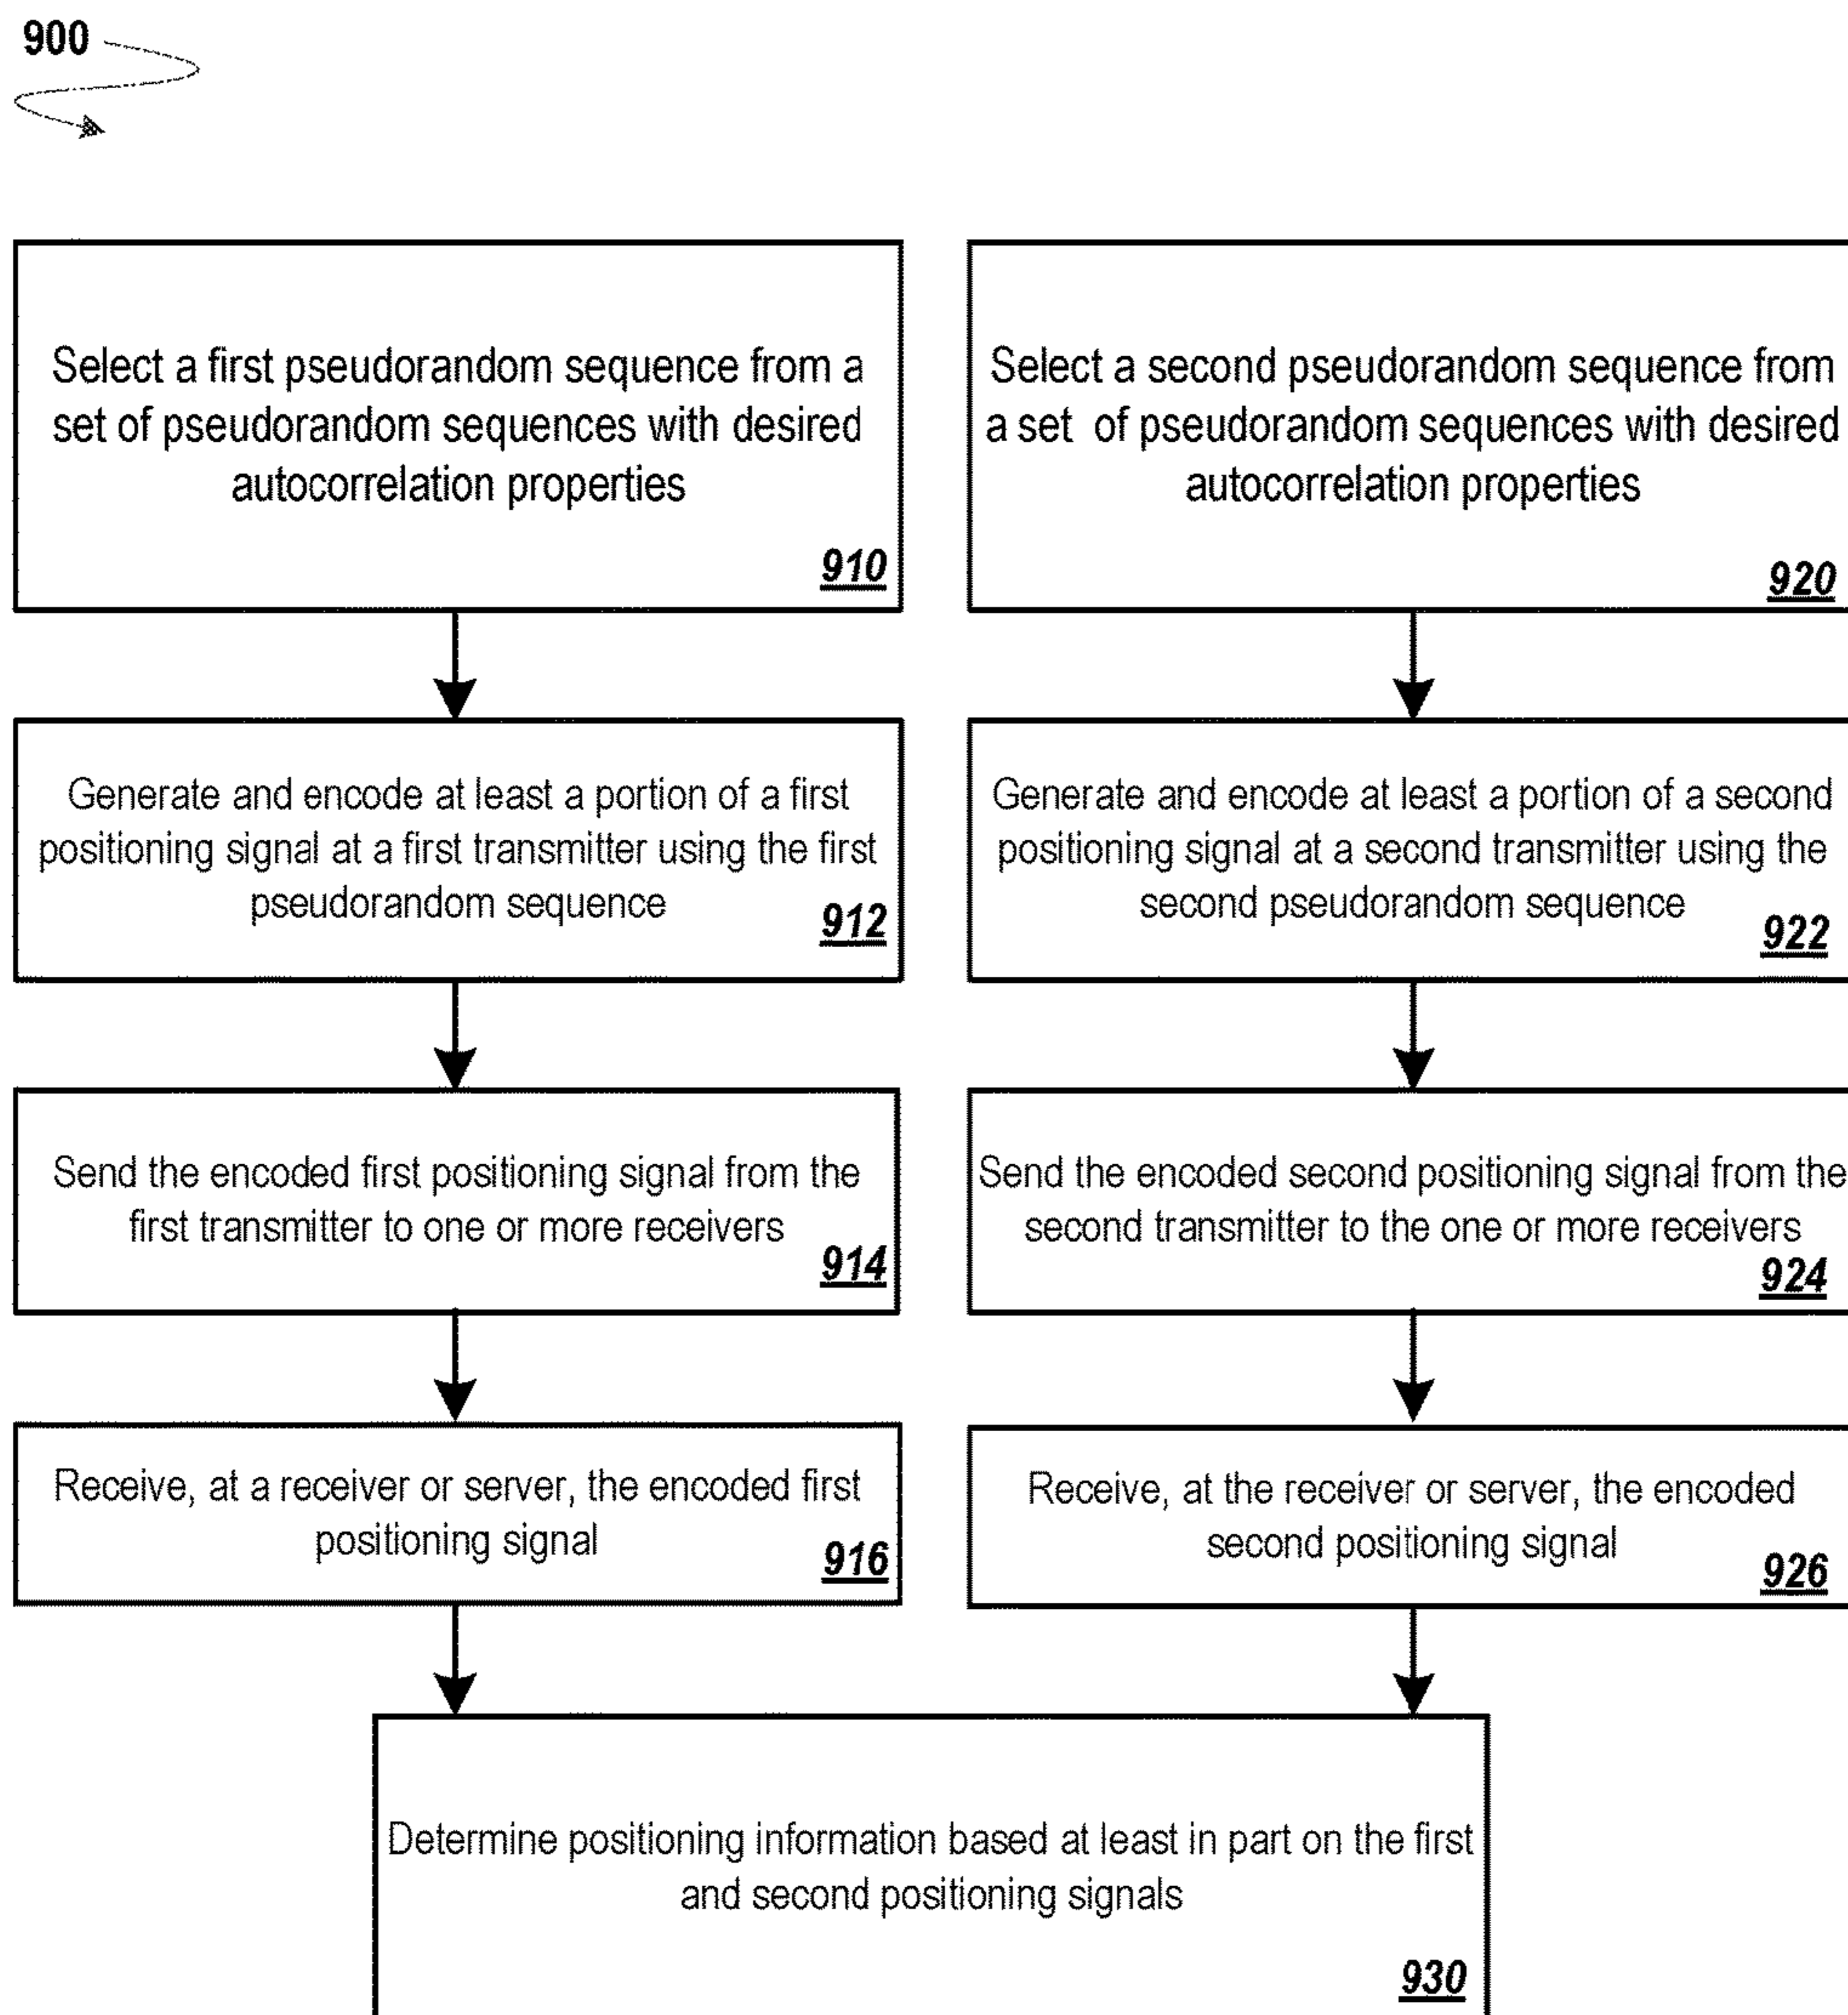 900
Select a first pseudorandom sequence from a
set of pseudorandom sequences with desired
autocorrelation properties
910
Generate and encode at least a portion of a first
positioning signal at a first transmitter using the first
pseudorandom sequence
912
Send the encoded first positioning signal from the
first transmitter to one or more receivers
914
Receive, at a receiver or server, the encoded first
positioning signal
916
Select a second pseudorandom sequence from
a set of pseudorandom sequences with desired
autocorrelation properties
920
Generate and encode at least a portion of a second
positioning signal at a second transmitter using the
second pseudorandom sequence
922
Send the encoded second positioning signal from the
second transmitter to the one or more receivers
924
Receive, at the receiver or server, the encoded
second positioning signal
926
Determine positioning information based at least in part on the first
and second positioning signals
930